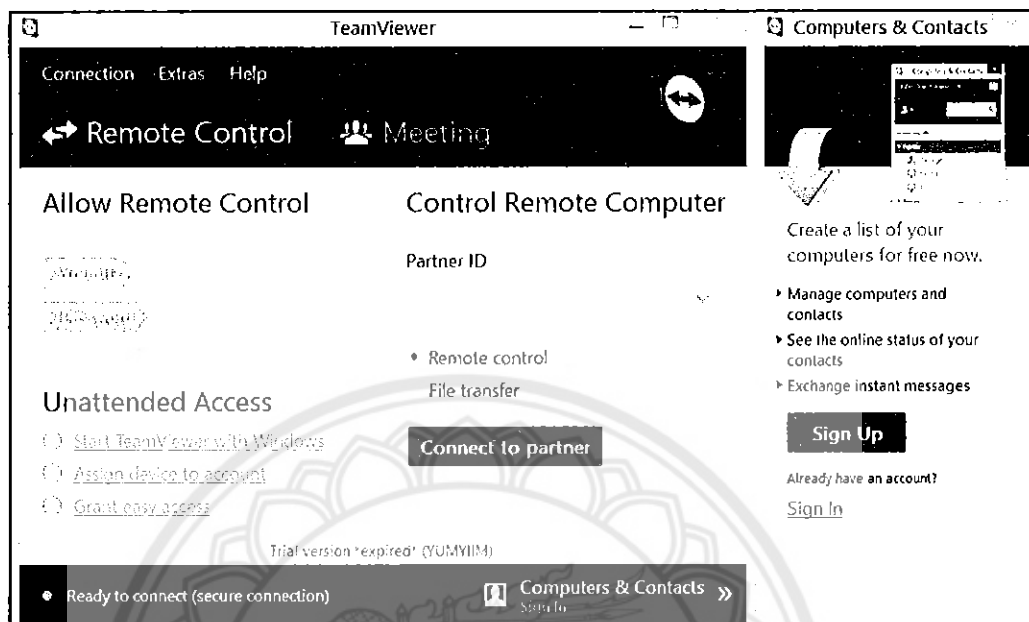 TeamViewer
Connection Extras Help
Remote Control Meeting
Allow Remote Control
Unattended Access
Start TeamViewer with Windows
Assign device to account
Grant easy access
Control Remote Computer
Partner ID
Remote control
File transfer
Connect to partner
Trial version *expired* (YUMYIIM)
Ready to connect (secure connection)
Computers & Contacts
Sign In
Computers & Contacts
Create a list of your
computers for free now.
Manage computers and
contacts
See the online status of your
contacts
Exchange instant messages
Sign Up
Already have an account?
Sign In